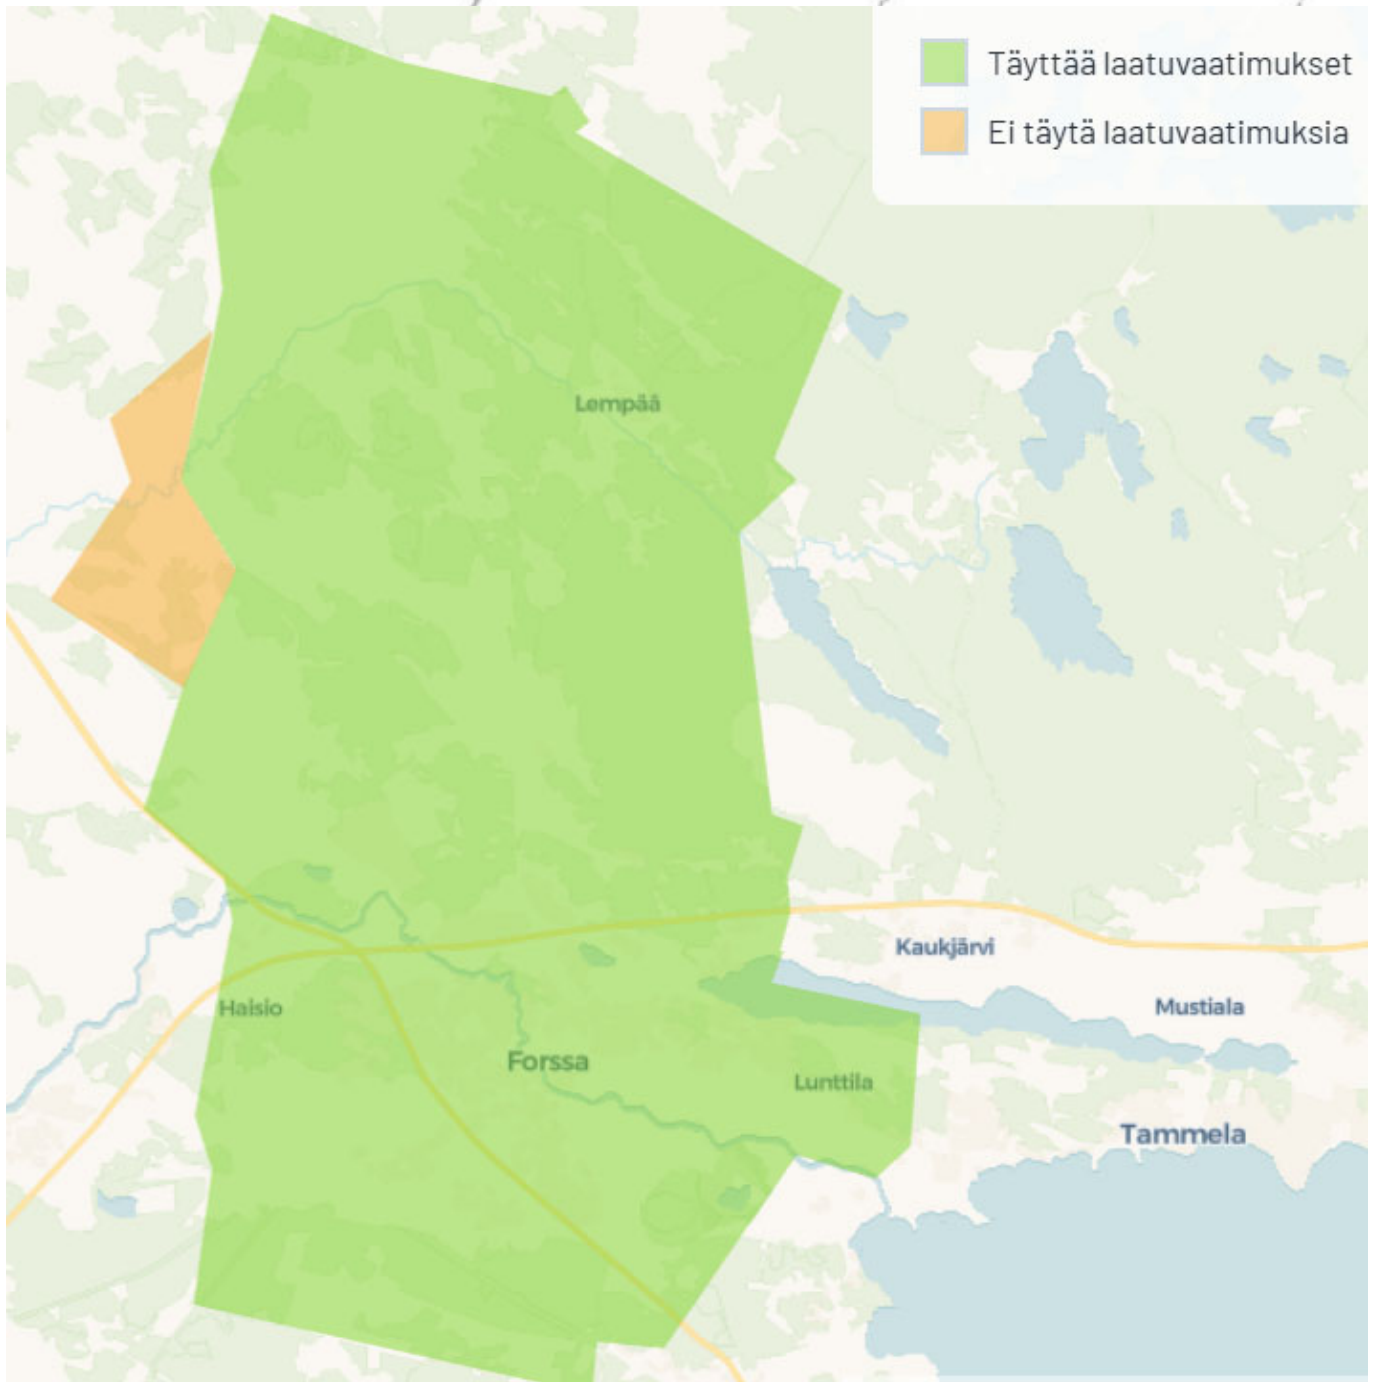 Täyttää laatuvaatimukset
Ei täytä laatuvaatimuksia
Lempää
Kaukjärvi
Haisio
Mustiala
Forssa
Lunttila
Tammela